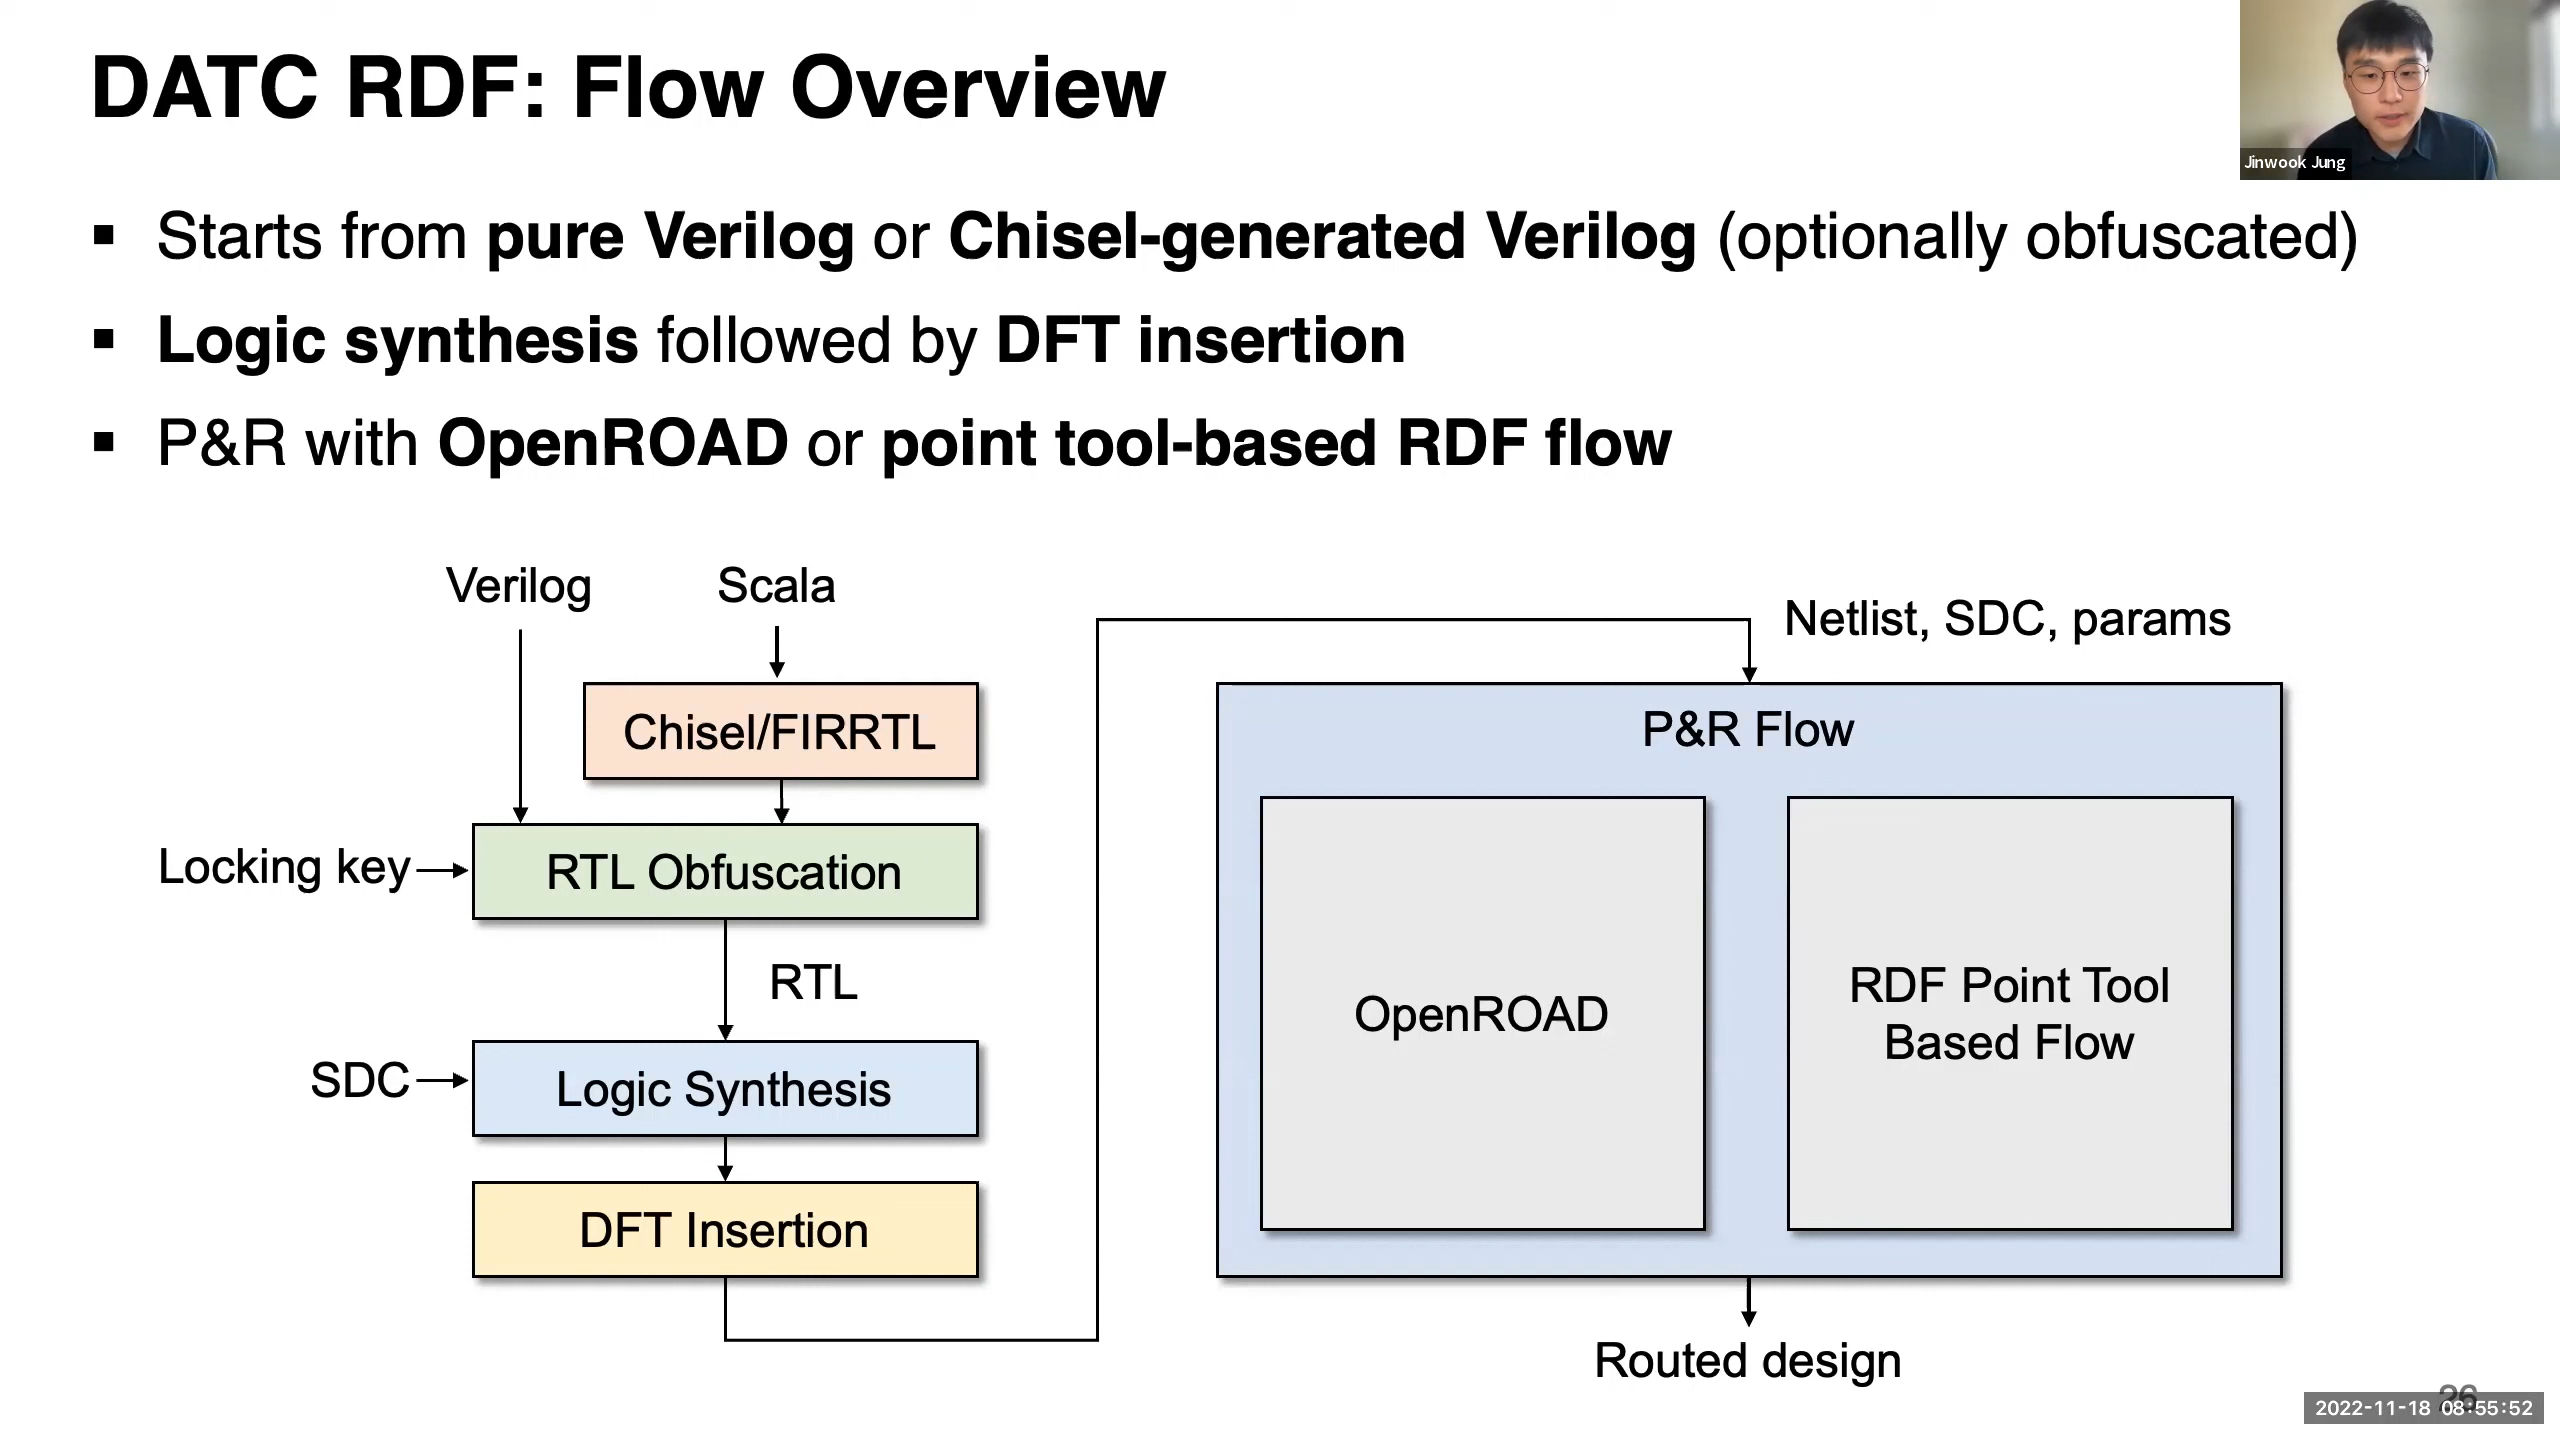 DATC RDF: Flow Overview
Jinwook Jung
▪ Starts from pure Verilog or Chisel-generated Verilog (optionally obfuscated)
▪ Logic synthesis followed by DFT insertion
▪ P&R with OpenROAD or point tool-based RDF flow
Verilog
Scala
Chisel/FIRRTL
Locking key
RTL Obfuscation
RTL
SDC
Logic Synthesis
DFT Insertion
Netlist, SDC, params
P&R Flow
OpenROAD
RDF Point Tool
Based Flow
Routed design
26
2022-11-18 08:55:52